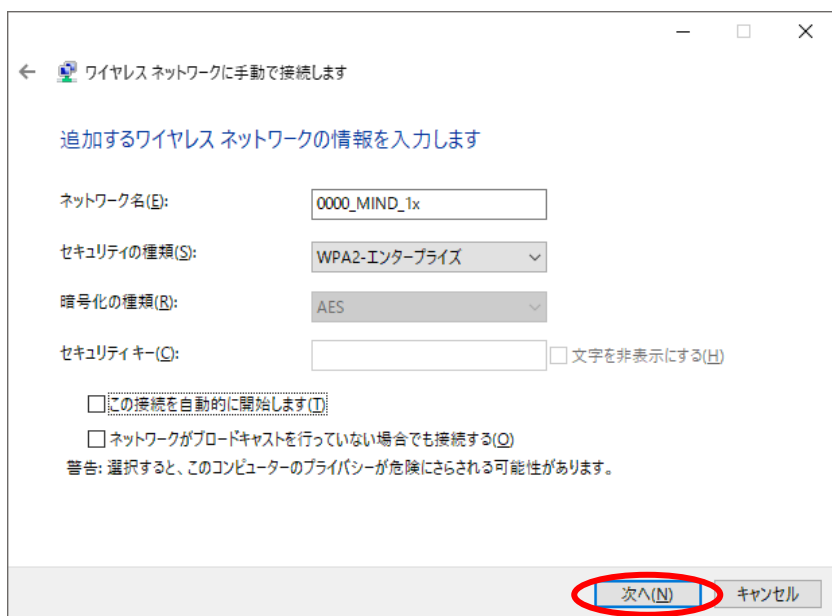 ワイヤレス ネットワークに手動で接続します
追加するワイヤレス ネットワークの情報を入力します
ネットワーク名(E): 0000_MIND_1x
セキュリティの種類(S): WPA2-エンタープライズ
暗号化の種類(R): AES
セキュリティ キー(C): 文字を非表示にする(H)
この接続を自動的に開始します(T)
ネットワークがブロードキャストを行っていない場合でも接続する(O)
警告: 選択すると、このコンピューターのプライバシーが危険にさらされる可能性があります。
次へ(N) キャンセル